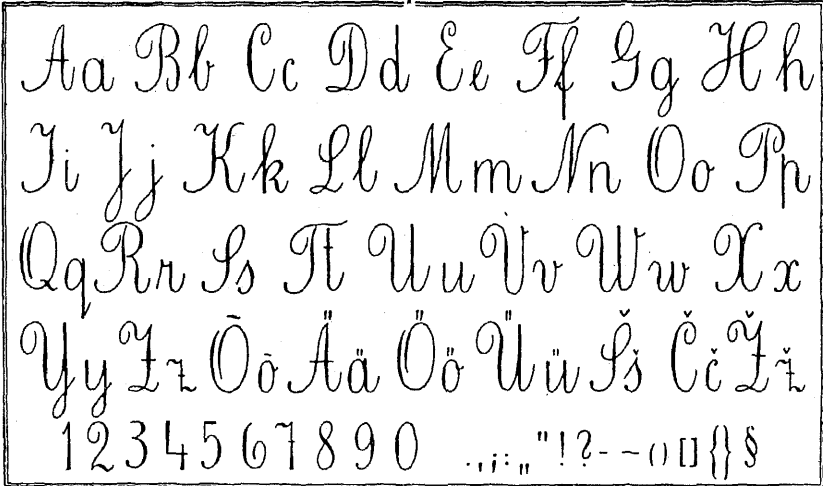 Aa Bb Cc Dd Ee Ff Gg Hh
Ii Jj Kk Ll Mm Nn Oo Pp
Qq Rr Ss Tt Uu Vv Ww Xx
Yy Zz Õõ Ää Öö Üü Šš Čč Žž
1 2 3 4 5 6 7 8 9 0 . , ; : „ " ! ? - ~ () [] {} §